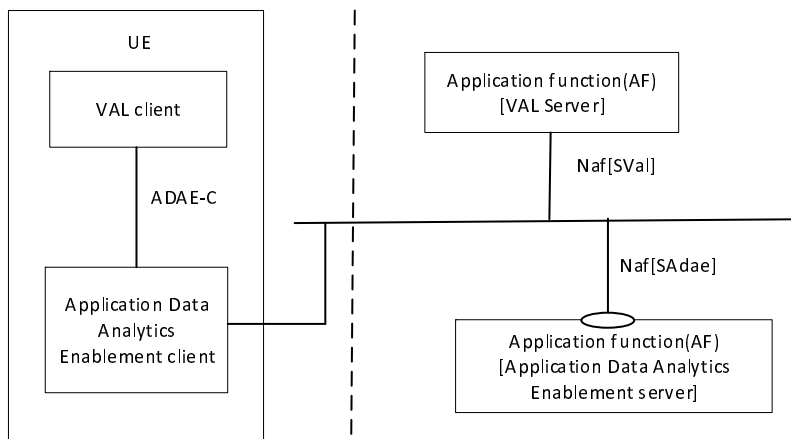 UE
VAL client
ADAE-C
Application Data
Analytics
Enablement client
Application function(AF)
[VAL Server]
Naf[SVal]
Naf[SAdae]
Application function(AF)
[Application Data Analytics
Enablement server]